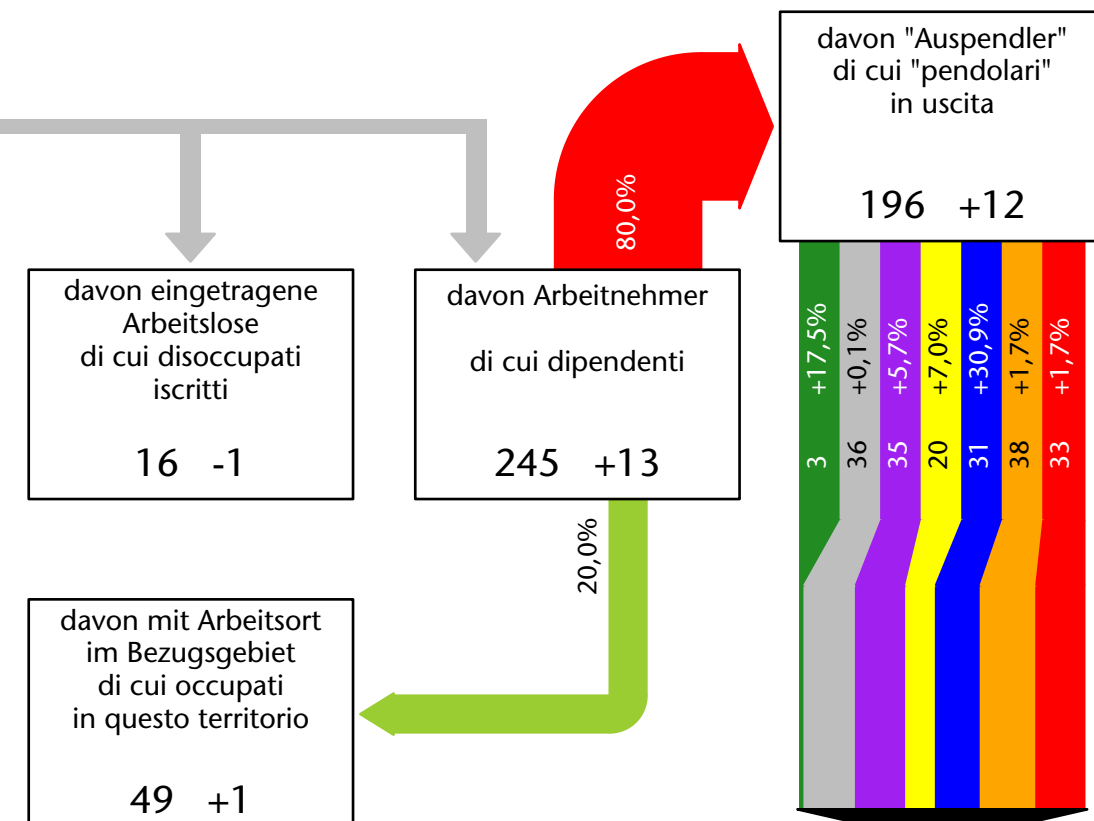 davon "Auspendler"
di cui "pendolari"
in uscita
196 +12
80,0%
davon eingetragene
Arbeitslose
di cui disoccupati
iscritti
16 -1
davon Arbeitnehmer
di cui dipendenti
245 +13
3 +17,5%
36 +0,1%
35 +5,7%
20 +7,0%
31 +30,9%
38 +1,7%
33 +1,7%
20,0%
davon mit Arbeitsort
im Bezugsgebiet
di cui occupati
in questo territorio
49 +1